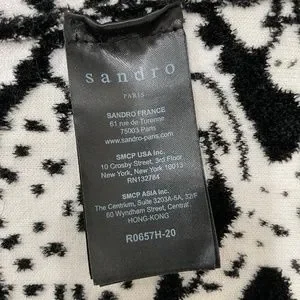 sandro
PARIS
SANDRO FRANCE
61 rue de Turenne
75003 Paris
www.sandro-paris.com
SMCP USA Inc.
10 Crosby Street, 3rd Floor
New York, New York 10013
RN132784
SMCP ASIA Inc.
The Centrium, Suite 3203A-5A, 32/F
60 Wyndham Street, Central
HONG-KONG
R0657H-20